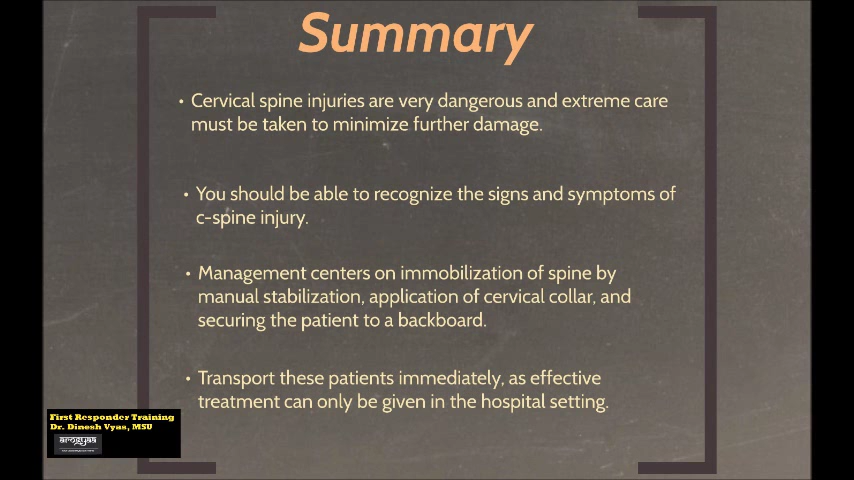 Summary
• Cervical spine injuries are very dangerous and extreme care
must be taken to minimize further damage.
• You should be able to recognize the signs and symptoms of
c-spine injury.
• Management centers on immobilization of spine by
manual stabilization, application of cervical collar, and
securing the patient to a backboard.
• Transport these patients immediately, as effective
treatment can only be given in the hospital setting.
First Responder Training
Dr. Dinesh Vyas, MSU
arogyaa